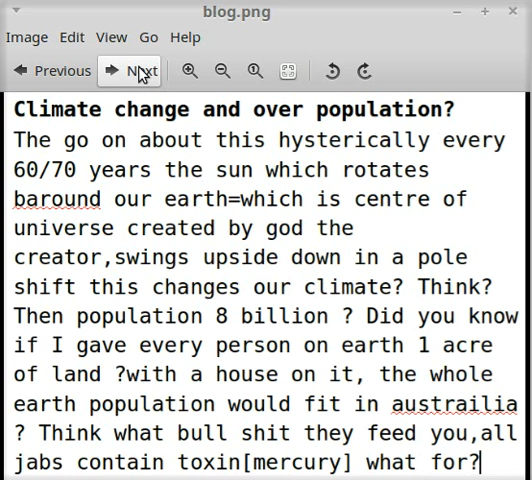 blog.png
Image Edit View Go Help
Previous Next
Climate change and over population?
The go on about this hysterically every
60/70 years the sun which rotates
baround our earth=which is centre of
universe created by god the
creator,swings upside down in a pole
shift this changes our climate? Think?
Then population 8 billion ? Did you know
if I gave every person on earth 1 acre
of land ?with a house on it, the whole
earth population would fit in austrailia
? Think what bull shit they feed you,all
jabs contain toxin[mercury] what for?